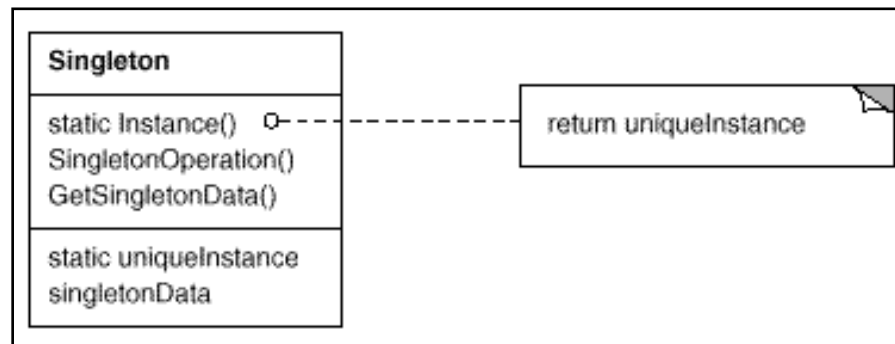 Singleton
static Instance()
SingletonOperation()
GetSingletonData()
static uniqueInstance
singletonData
return uniqueInstance